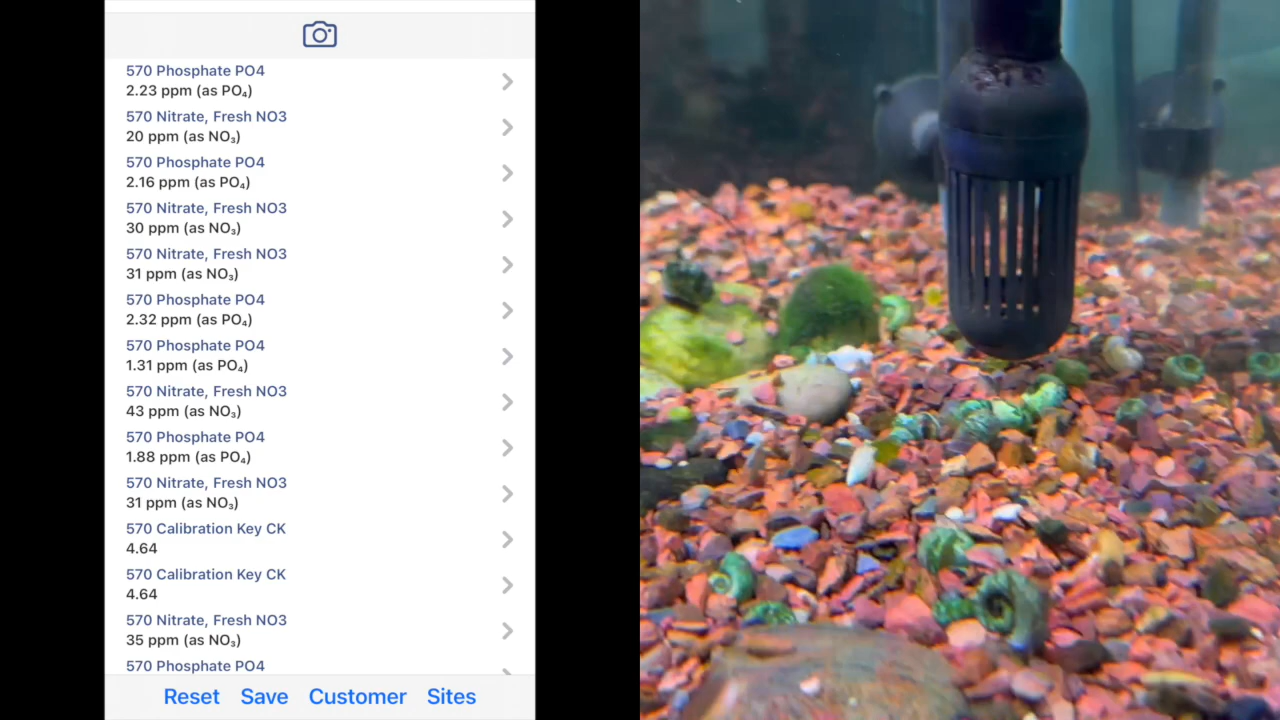 570 Phosphate PO4
2.23 ppm (as PO₄)
570 Nitrate, Fresh NO3
20 ppm (as NO₃)
570 Phosphate PO4
2.16 ppm (as PO₄)
570 Nitrate, Fresh NO3
30 ppm (as NO₃)
570 Nitrate, Fresh NO3
31 ppm (as NO₃)
570 Phosphate PO4
2.32 ppm (as PO₄)
570 Phosphate PO4
1.31 ppm (as PO₄)
570 Nitrate, Fresh NO3
43 ppm (as NO₃)
570 Phosphate PO4
1.88 ppm (as PO₄)
570 Nitrate, Fresh NO3
31 ppm (as NO₃)
570 Calibration Key CK
4.64
570 Calibration Key CK
4.64
570 Nitrate, Fresh NO3
35 ppm (as NO₃)
570 Phosphate PO4
Reset Save Customer Sites